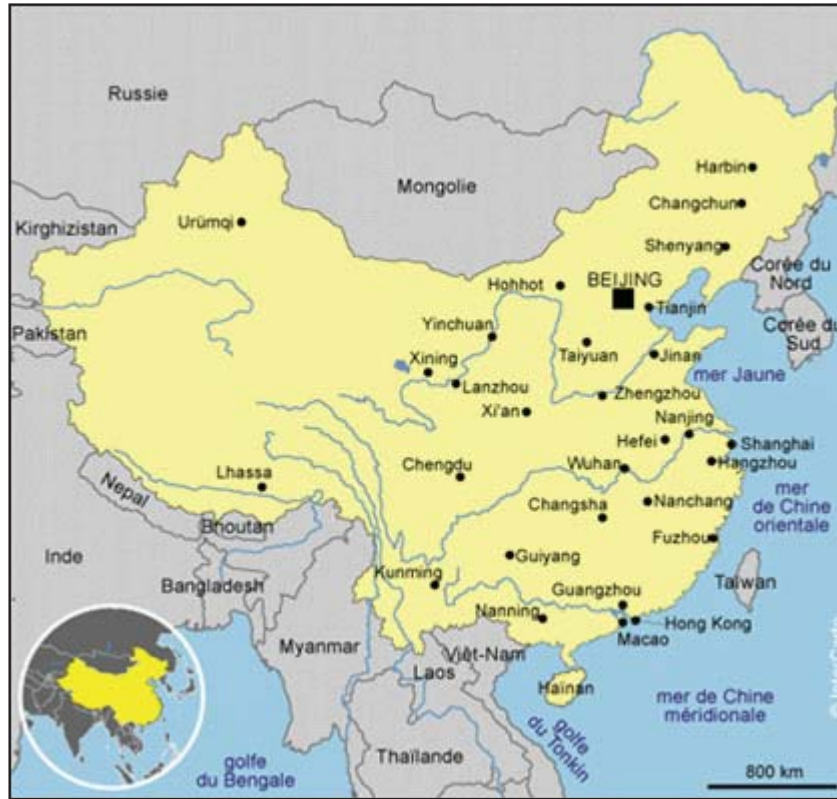 Russie
Harbin
Mongolie
Changchun
Urümqi
Kirghizistan
Shenyang
Corée du
Nord
BEIJING
Hohhot
Tianjin
Pakistan
Yinchuan
Corée du
Sud
Xining
Taiyuan
Jinan
mer Jaune
Lanzhou
Zhengzhou
Xi'an
Nanjing
Hefei
Shanghai
Lhassa
Chengdu
Wuhan
Hangzhou
Nepal
mer
de Chine
orientale
Changsha
Nanchang
Bhoutan
Fuzhou
Inde
Guiyang
Kunming
Taïwan
Bangladesh
Guangzhou
Nanning
Hong Kong
Macao
Myanmar
Viêt-Nam
Laos
Haïnan
mer de Chine
méridionale
golfe
du Tonkin
golfe
du Bengale
Thaïlande
800 km